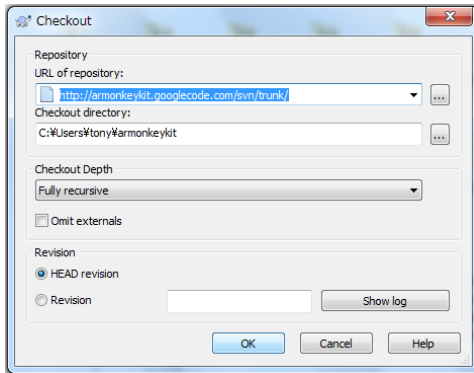 Checkout
Repository
URL of repository:
http://armonkeykit.googlecode.com/svn/trunk/
...
Checkout directory:
C:¥Users¥tony¥armonkeykit
...
Checkout Depth
Fully recursive
Omit externals
Revision
HEAD revision
Revision
Show log
OK Cancel Help